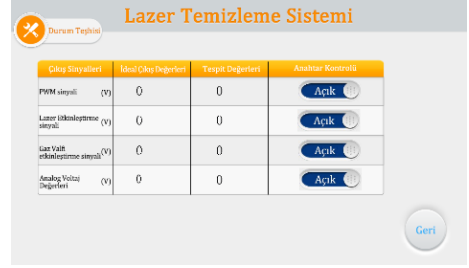 Lazer Temizleme Sistemi
Durum Teşhisi
Çıkış Sinyalleri İdeal Çıkış Değerleri Tespit Değerleri Anahtar Kontrolü
PWM sinyali (V) 0 0 Açık
Lazer Etkinleştirme sinyali (V) 0 0 Açık
Gaz Valfi etkinleştirme sinyali (V) 0 0 Açık
Analog Voltaj Değerleri (V) 0 0 Açık
Geri